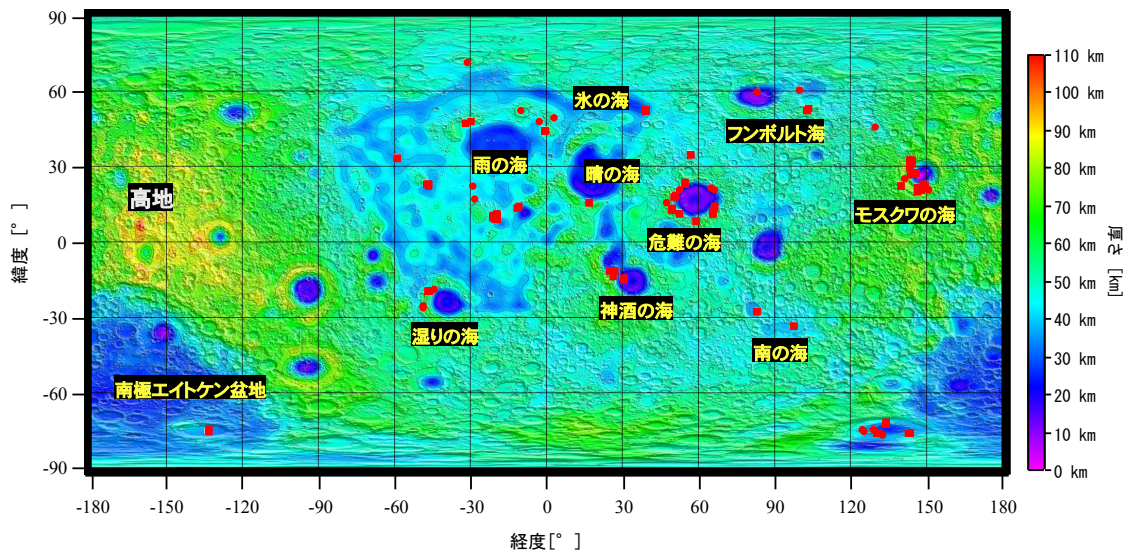 90
60
30
0
-30
-60
-90
緯度[°]
-180
-150
-120
-90
-60
-30
0
30
60
90
120
150
180
経度[°]
氷の海
フンボルト海
雨の海
晴の海
高地
モスクワの海
危難の海
神酒の海
湿りの海
南の海
南極エイトケン盆地
110 km
100 km
90 km
80 km
70 km
60 km
50 km
40 km
30 km
20 km
10 km
0 km
厚さ [km]